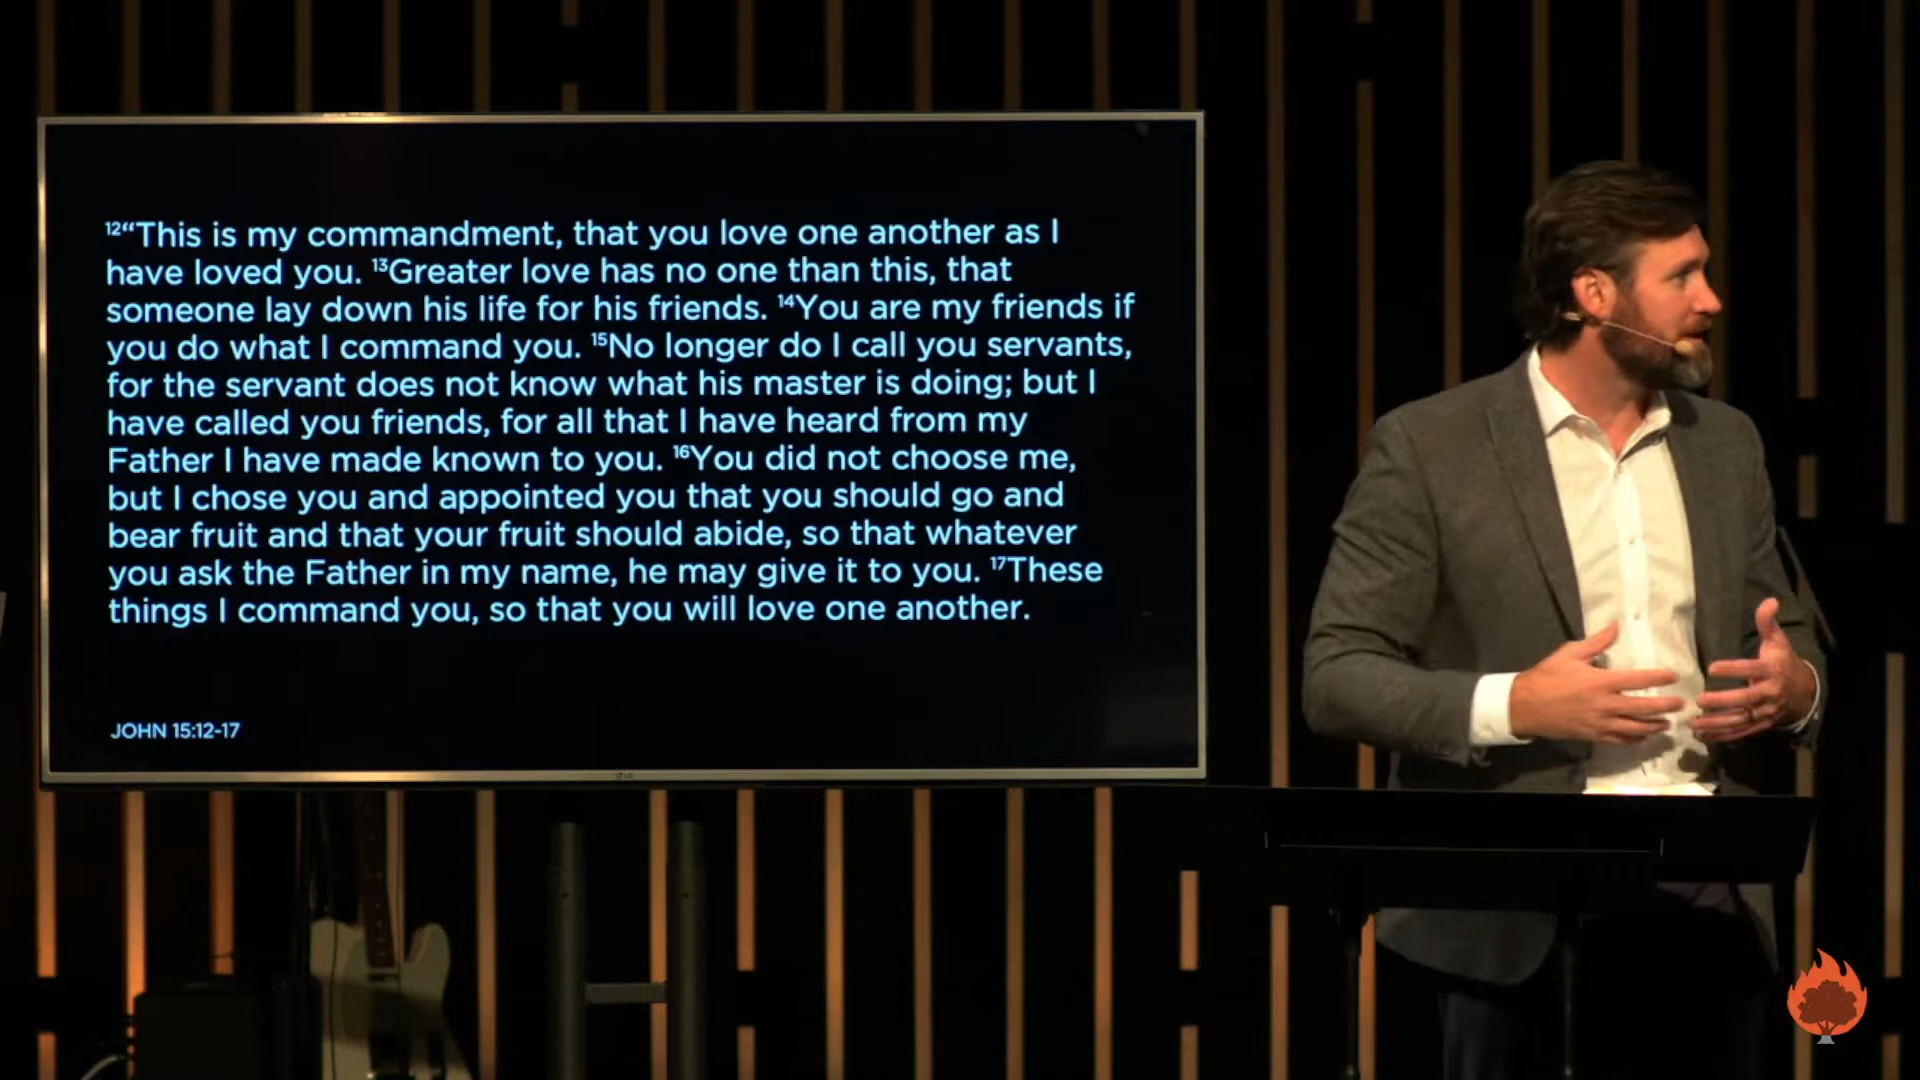 ¹²“This is my commandment, that you love one another as I
have loved you. ¹³Greater love has no one than this, that
someone lay down his life for his friends. ¹⁴You are my friends if
you do what I command you. ¹⁵No longer do I call you servants,
for the servant does not know what his master is doing; but I
have called you friends, for all that I have heard from my
Father I have made known to you. ¹⁶You did not choose me,
but I chose you and appointed you that you should go and
bear fruit and that your fruit should abide, so that whatever
you ask the Father in my name, he may give it to you. ¹⁷These
things I command you, so that you will love one another.
JOHN 15:12-17
LG